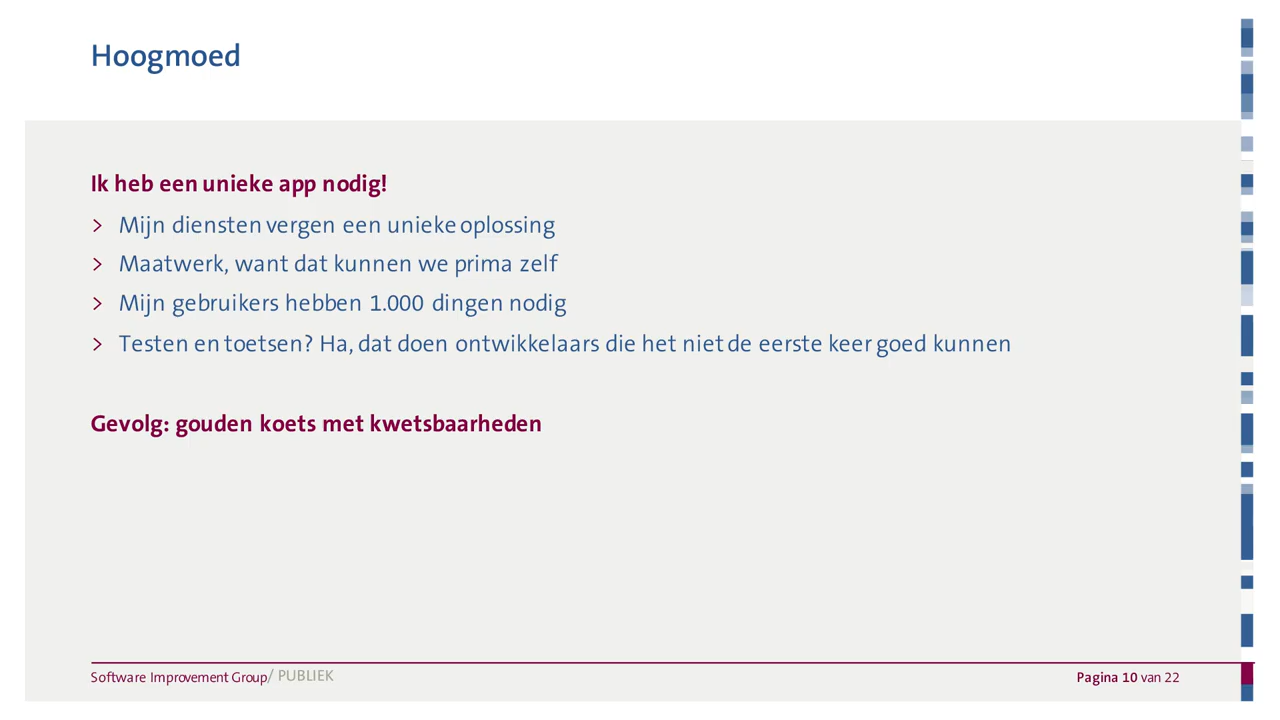 Hoogmoed
Ik heb een unieke app nodig!
> Mijn diensten vergen een unieke oplossing
> Maatwerk, want dat kunnen we prima zelf
> Mijn gebruikers hebben 1.000 dingen nodig
> Testen en toetsen? Ha, dat doen ontwikkelaars die het niet de eerste keer goed kunnen
Gevolg: gouden koets met kwetsbaarheden
Software Improvement Group/ PUBLIEK
Pagina 10 van 22